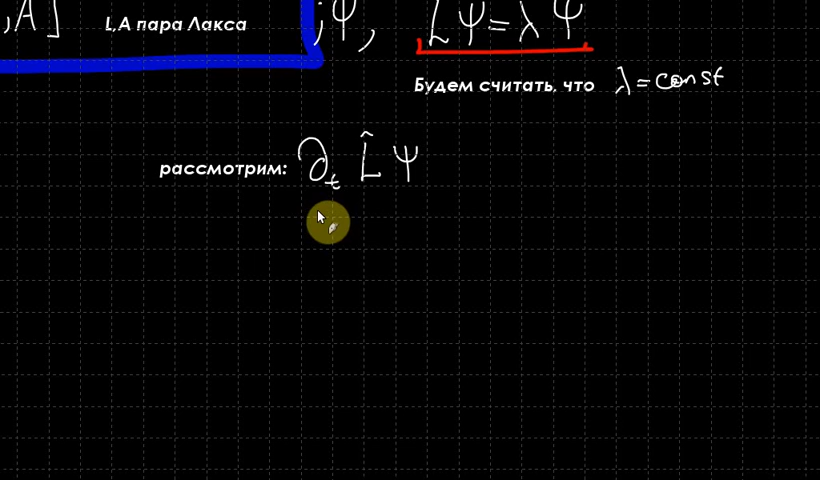 ,A] L,A пара Лакса ;Ψ, LΨ=λΨ
Будем считать, что λ=const
рассмотрим: ∂ₜ L̂ Ψ